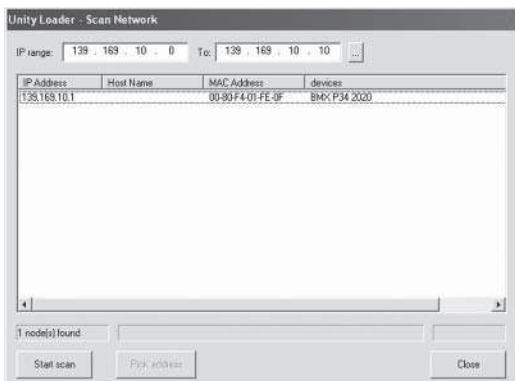 Unity Loader - Scan Network
IP range: 139 . 169 . 10 . 0 To: 139 . 169 . 10 . 10 ...
IP Address Host Name MAC Address devices
139.169.10.1 00-80-F4-01-FE-0F BMX P34 2020
1 node(s) found
Start scan Pick address Close